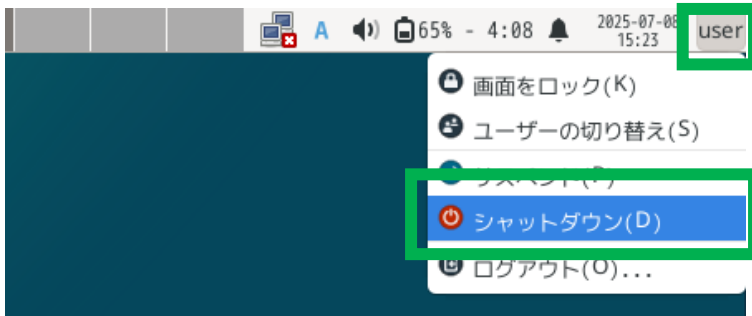 A 65% - 4:08 2025-07-08 user
15:23
画面をロック(K)
ユーザーの切り替え(S)
シャットダウン(D)
ログアウト(O)...